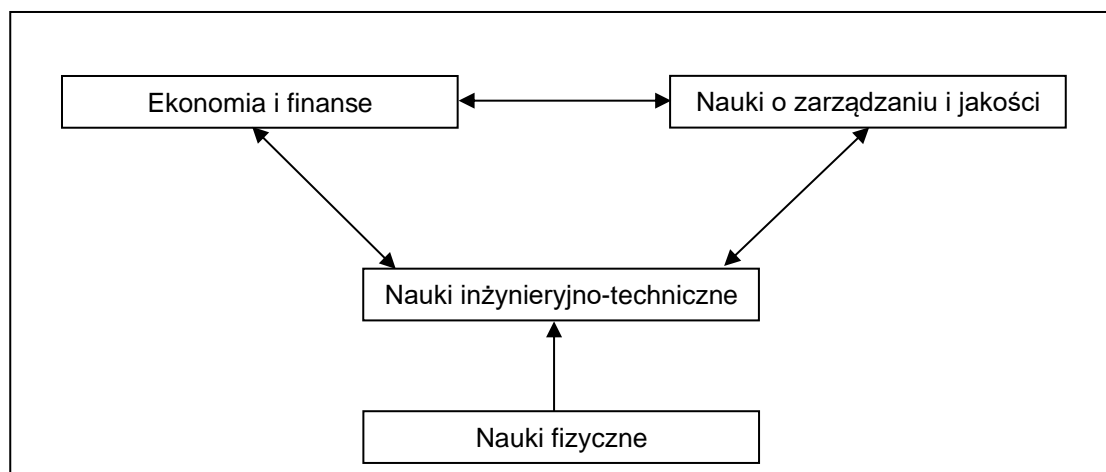 Ekonomia i finanse
Nauki o zarządzaniu i jakości
Nauki inżynieryjno-techniczne
Nauki fizyczne